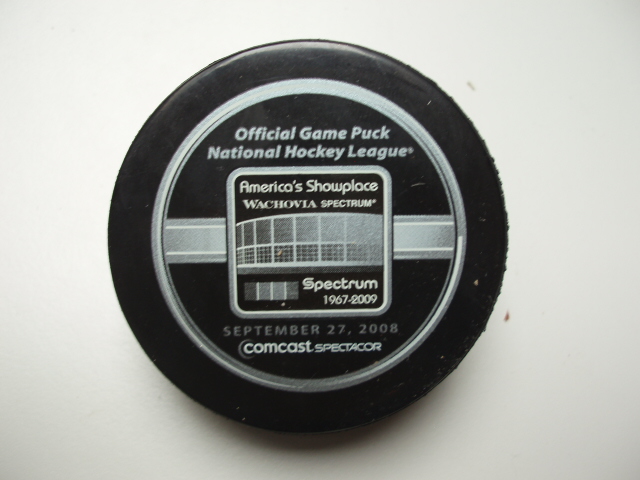 Official Game Puck
National Hockey League®
America's Showplace
WACHOVIA SPECTRUM®
Spectrum
1967-2009
SEPTEMBER 27, 2008
comcast SPECTACOR